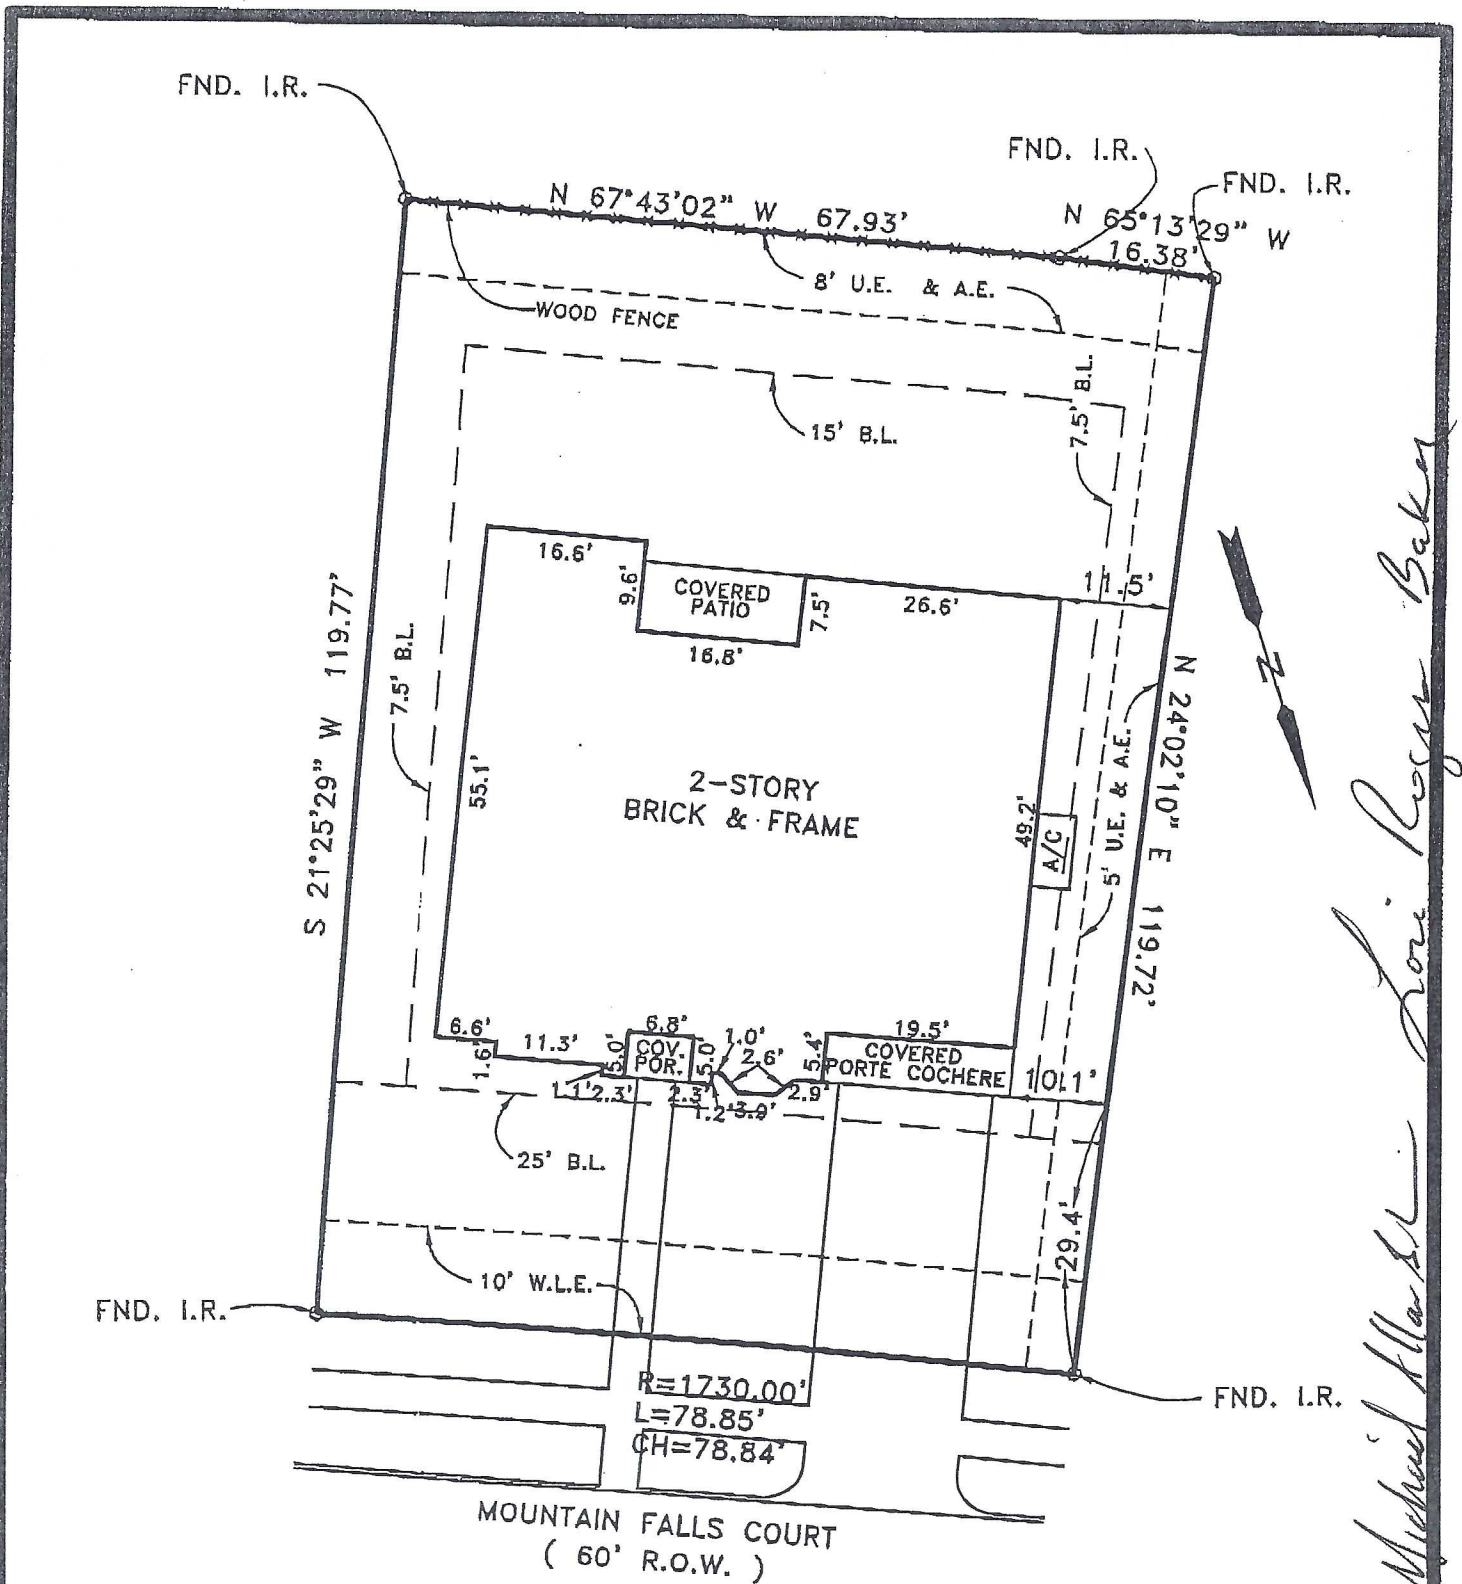 FND. I.R.
FND. I.R.
FND. I.R.
N 67°43'02" W 67.93'
N 65°13'29" W
16.38'
8' U.E. & A.E.
WOOD FENCE
15' B.L.
7.5' B.L.
16.6'
9.6'
COVERED
PATIO
7.5'
16.8'
26.6'
11.5'
S 21°25'29" W 119.77'
7.5' B.L.
55.1'
2-STORY
BRICK & FRAME
49.2'
A/C
5' U.E. & A.E.
N 24°02'10" E 119.72'
N
6.6'
1.6'
11.3'
1.1'
2.3'
5.0'
6.8'
COV.
POR.
5.0'
2.3'
1.0'
1.2'
2.6'
3.9'
2.9'
5.4'
19.5'
COVERED
PORTE COCHERE
10.1'
25' B.L.
29.4'
10' W.L.E.
FND. I.R.
FND. I.R.
R=1730.00'
L=78.85'
CH=78.84'
MOUNTAIN FALLS COURT
( 60' R.O.W. )
Michael
Lori Roger Baker